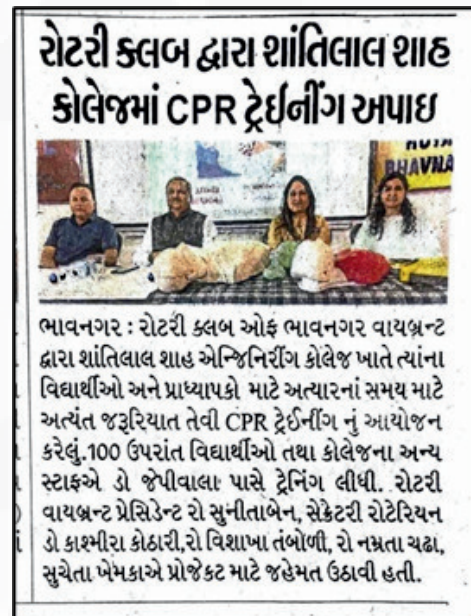 રોટરી ક્લબ દ્વારા શાંતિલાલ શાહ
કોલેજમાં CPR ટ્રેઈનીંગ અપાઇ
BHAVNA
ભાવનગર : રોટરી ક્લબ ઓફ ભાવનગર વાયબ્રન્ટ
દ્વારા શાંતિલાલ શાહ એન્જિનિરીંગ કોલેજ ખાતે ત્યાંના
વિદ્યાર્થીઓ અને પ્રાધ્યાપકો માટે અત્યારનાં સમય માટે
અત્યંત જરૂરિયાત તેવી CPR ટ્રેઈનીંગ નું આયોજન
કરેલું.100 ઉપરાંત વિદ્યાર્થીઓ તથા કોલેજના અન્ય
સ્ટાફએ ડો જેપીવાલા પાસે ટ્રેનિંગ લીધી. રોટરી
વાયબ્રન્ટ પ્રેસિડેન્ટ રો સુનીતાબેન, સેક્રેટરી રોટેરિયન
ડો કાશ્મીરા કોઠારી,રો વિશાખા તંબોળી, રો નમ્રતા ચઢા,
સુચેતા ખેમકાએ પ્રોજેકટ માટે જહેમત ઉઠાવી હતી.